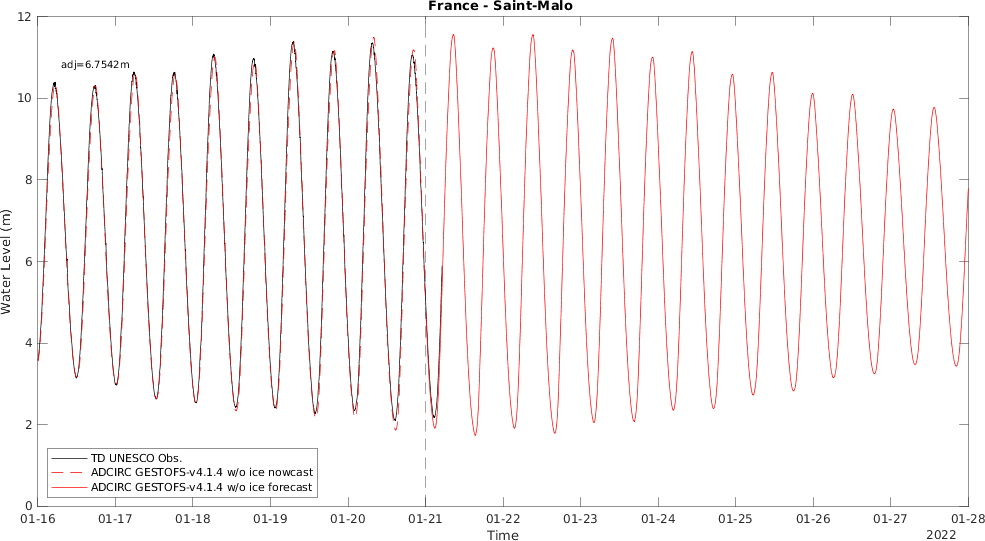 France - Saint-Malo
12
adj=6.7542m
10
8
6
4
2
0
Water Level (m)
TD UNESCO Obs.
ADCIRC GESTOFS-v4.1.4 w/o ice nowcast
ADCIRC GESTOFS-v4.1.4 w/o ice forecast
01-16 01-17 01-18 01-19 01-20 01-21 01-22 01-23 01-24 01-25 01-26 01-27 01-28
Time
2022